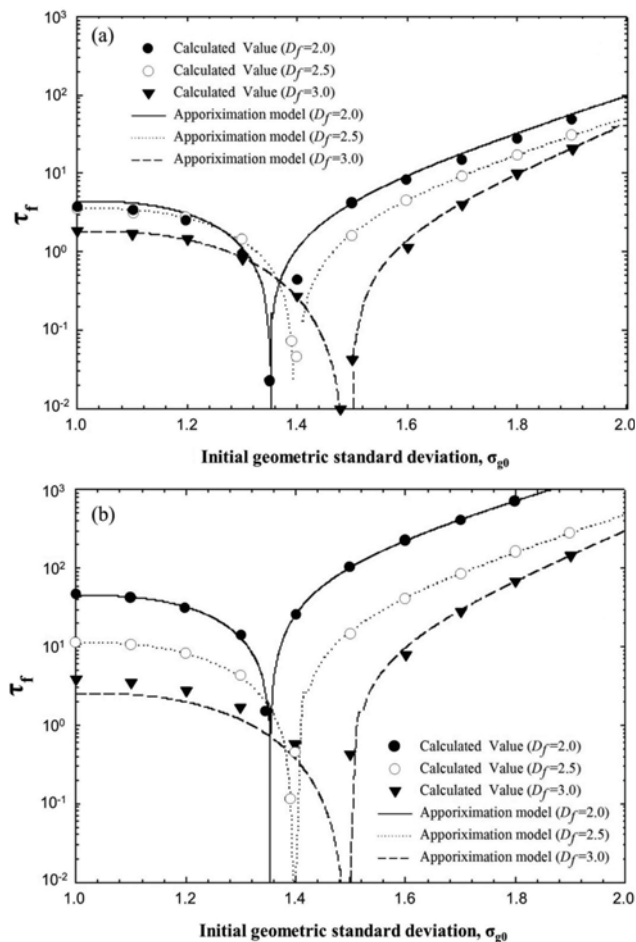 (a)
Calculated Value (Df=2.0)
Calculated Value (Df=2.5)
Calculated Value (Df=3.0)
Apporiximation model (Df=2.0)
Apporiximation model (Df=2.5)
Apporiximation model (Df=3.0)
10³
10²
10¹
10⁰
10⁻¹
10⁻²
τf
1.0 1.2 1.4 1.6 1.8 2.0
Initial geometric standard deviation, σg0
(b)
10³
10²
10¹
10⁰
10⁻¹
10⁻²
τf
Calculated Value (Df=2.0)
Calculated Value (Df=2.5)
Calculated Value (Df=3.0)
Apporiximation model (Df=2.0)
Apporiximation model (Df=2.5)
Apporiximation model (Df=3.0)
1.0 1.2 1.4 1.6 1.8 2.0
Initial geometric standard deviation, σg0